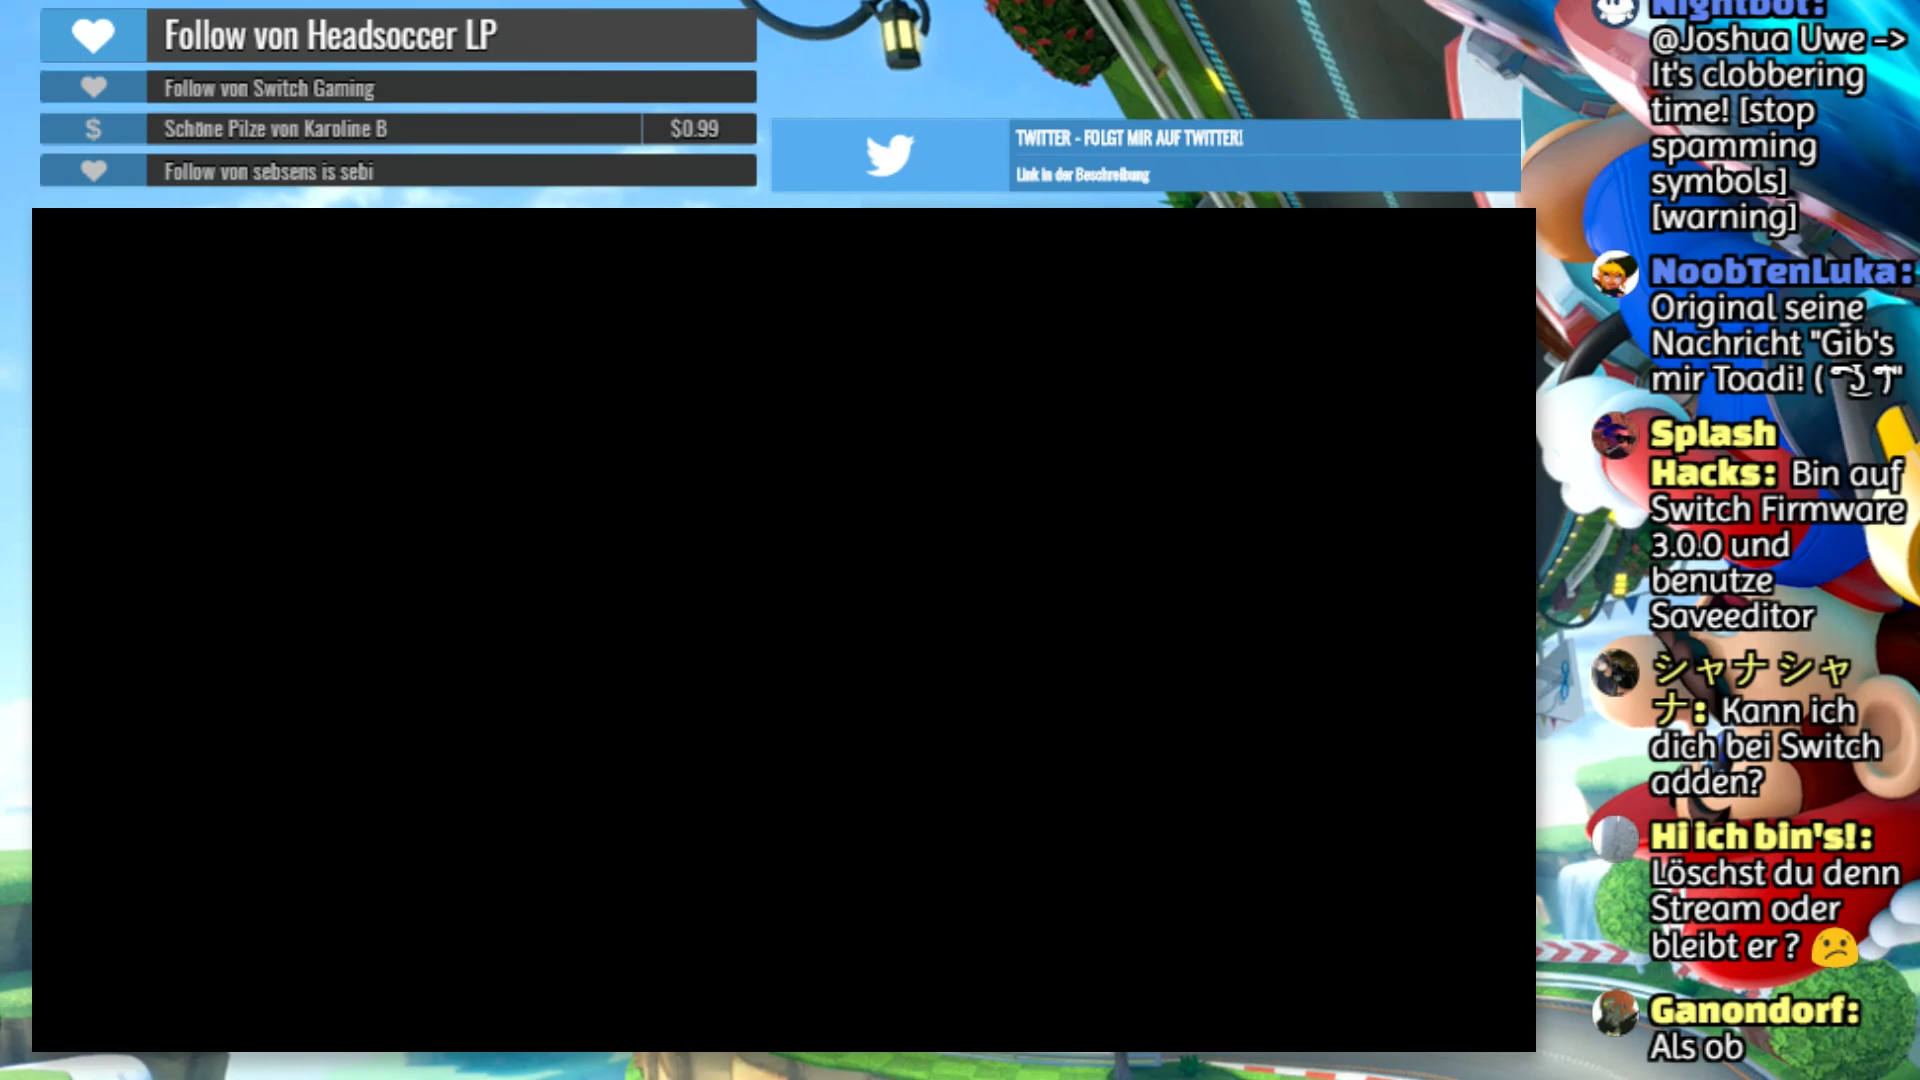 Follow von Headsoccer LP
Follow von Switch Gaming
$ Schöne Pilze von Karoline B $0.99
Follow von sebsens is sebi
TWITTER - FOLGT MIR AUF TWITTER!
Link in der Beschreibung
Nightbot:
@Joshua Uwe ->
It's clobbering
time! [stop
spamming
symbols]
[warning]
NoobTenLuka:
Original seine
Nachricht "Gib's
mir Toadi! (
Splash
Hacks: Bin auf
Switch Firmware
3.0.0 und
benutze
Saveeditor
シャナ シャ
ナ: Kann ich
dich bei Switch
adden?
Hi ich bin's!:
Löschst du denn
Stream oder
bleibt er ? 😕
Ganondorf:
Als ob